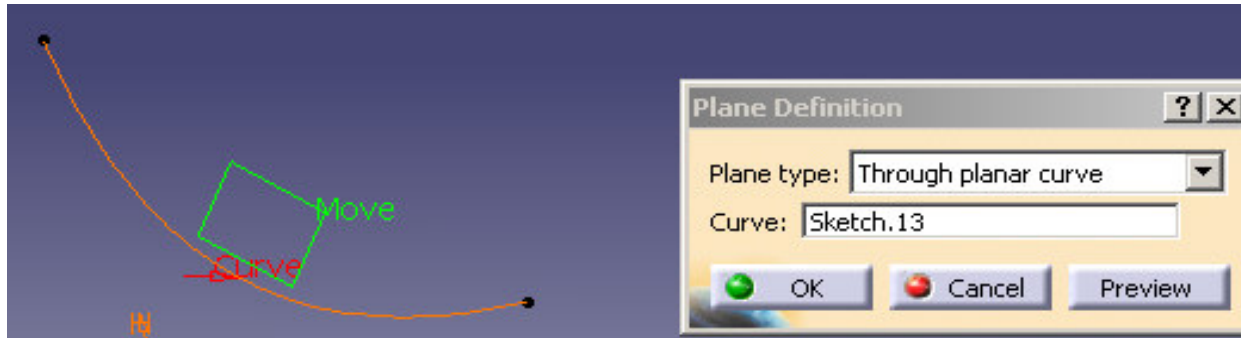 Move
Curve
Plane Definition
Plane type: Through planar curve
Curve: Sketch.13
OK Cancel Preview